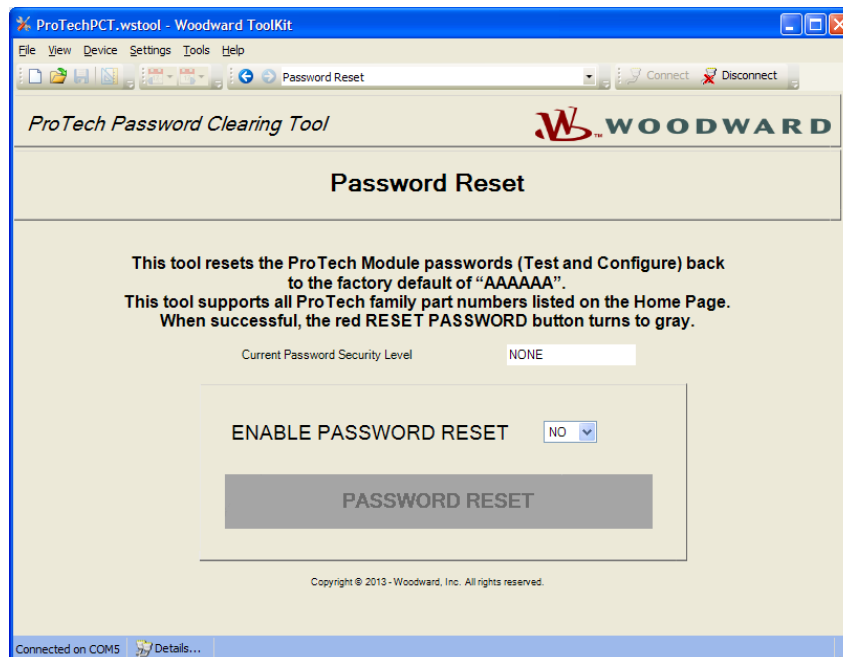 ProTechPCT.wstool - Woodward ToolKit
File View Device Settings Tools Help
Password Reset Connect Disconnect
ProTech Password Clearing Tool
W™ WOODWARD
Password Reset
This tool resets the ProTech Module passwords (Test and Configure) back
to the factory default of “AAAAAA”.
This tool supports all ProTech family part numbers listed on the Home Page.
When successful, the red RESET PASSWORD button turns to gray.
Current Password Security Level NONE
ENABLE PASSWORD RESET NO
PASSWORD RESET
Copyright © 2013 - Woodward, Inc. All rights reserved.
Connected on COM5 Details...